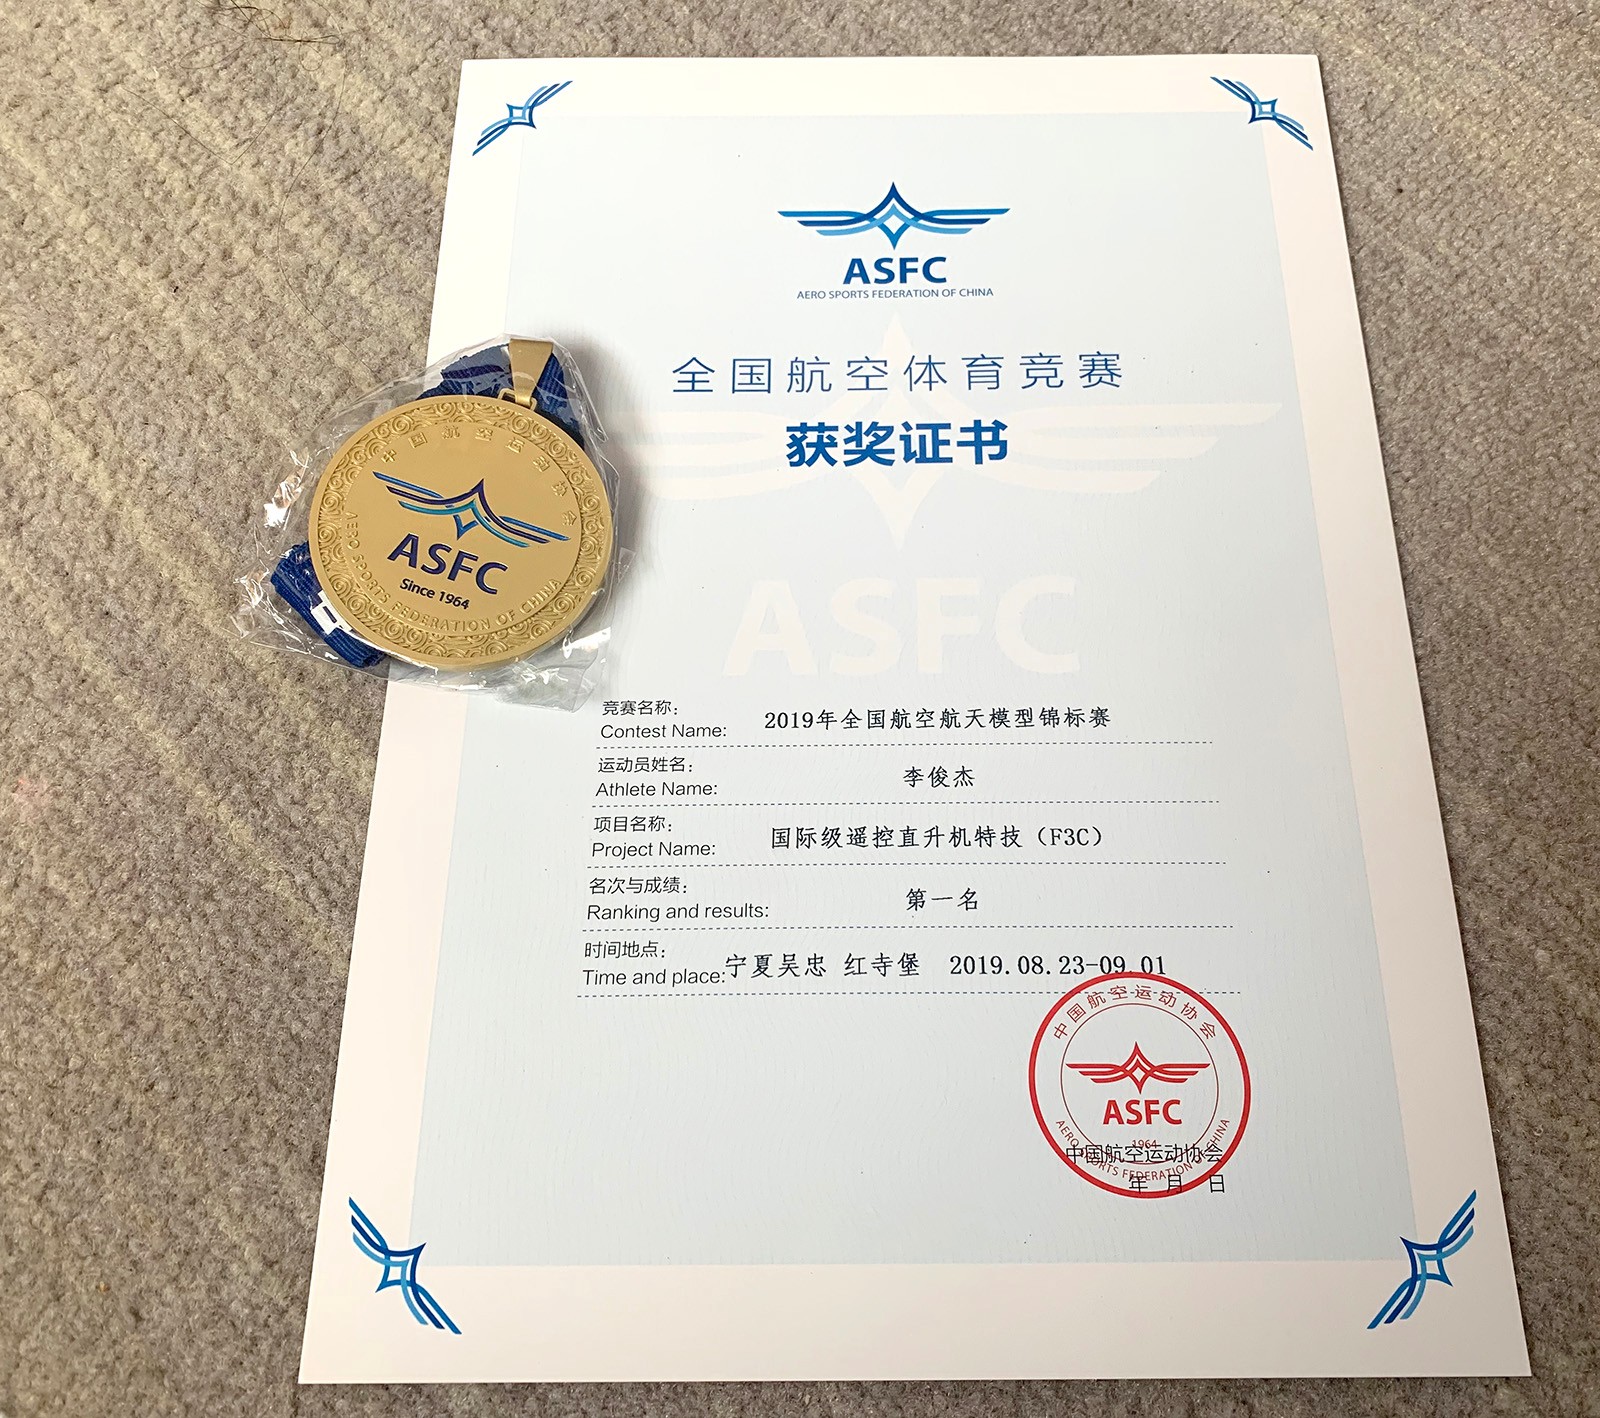 ASFC
AERO SPORTS FEDERATION OF CHINA
全国航空体育竞赛
获奖证书
中国航空运动协会
ASFC
Since 1964
AERO SPORTS FEDERATION OF CHINA
ASFC
竞赛名称:
Contest Name: 2019年全国航空航天模型锦标赛
运动员姓名:
Athlete Name: 李俊杰
项目名称:
Project Name: 国际级遥控直升机特技（F3C）
名次与成绩:
Ranking and results: 第一名
时间地点:
Time and place: 宁夏吴忠 红寺堡 2019.08.23-09.01
中国航空运动协会
ASFC
1964
AERO SPORTS FEDERATION OF CHINA
中国航空运动协会
年 月 日